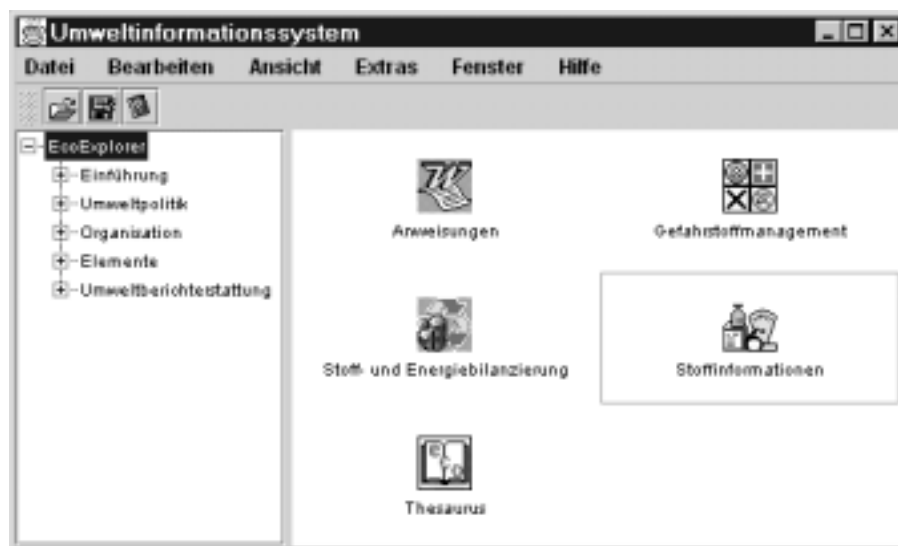 Umweltinformationssystem
Datei Bearbeiten Ansicht Extras Fenster Hilfe
EcoExplorer
Einführung
Umweltpolitik
Organisation
Elemente
Umweltberichterstattung
Anweisungen
Gefahrstoffmanagement
Stoff- und Energiebilanzierung
Stoffinformationen
Thesaurus